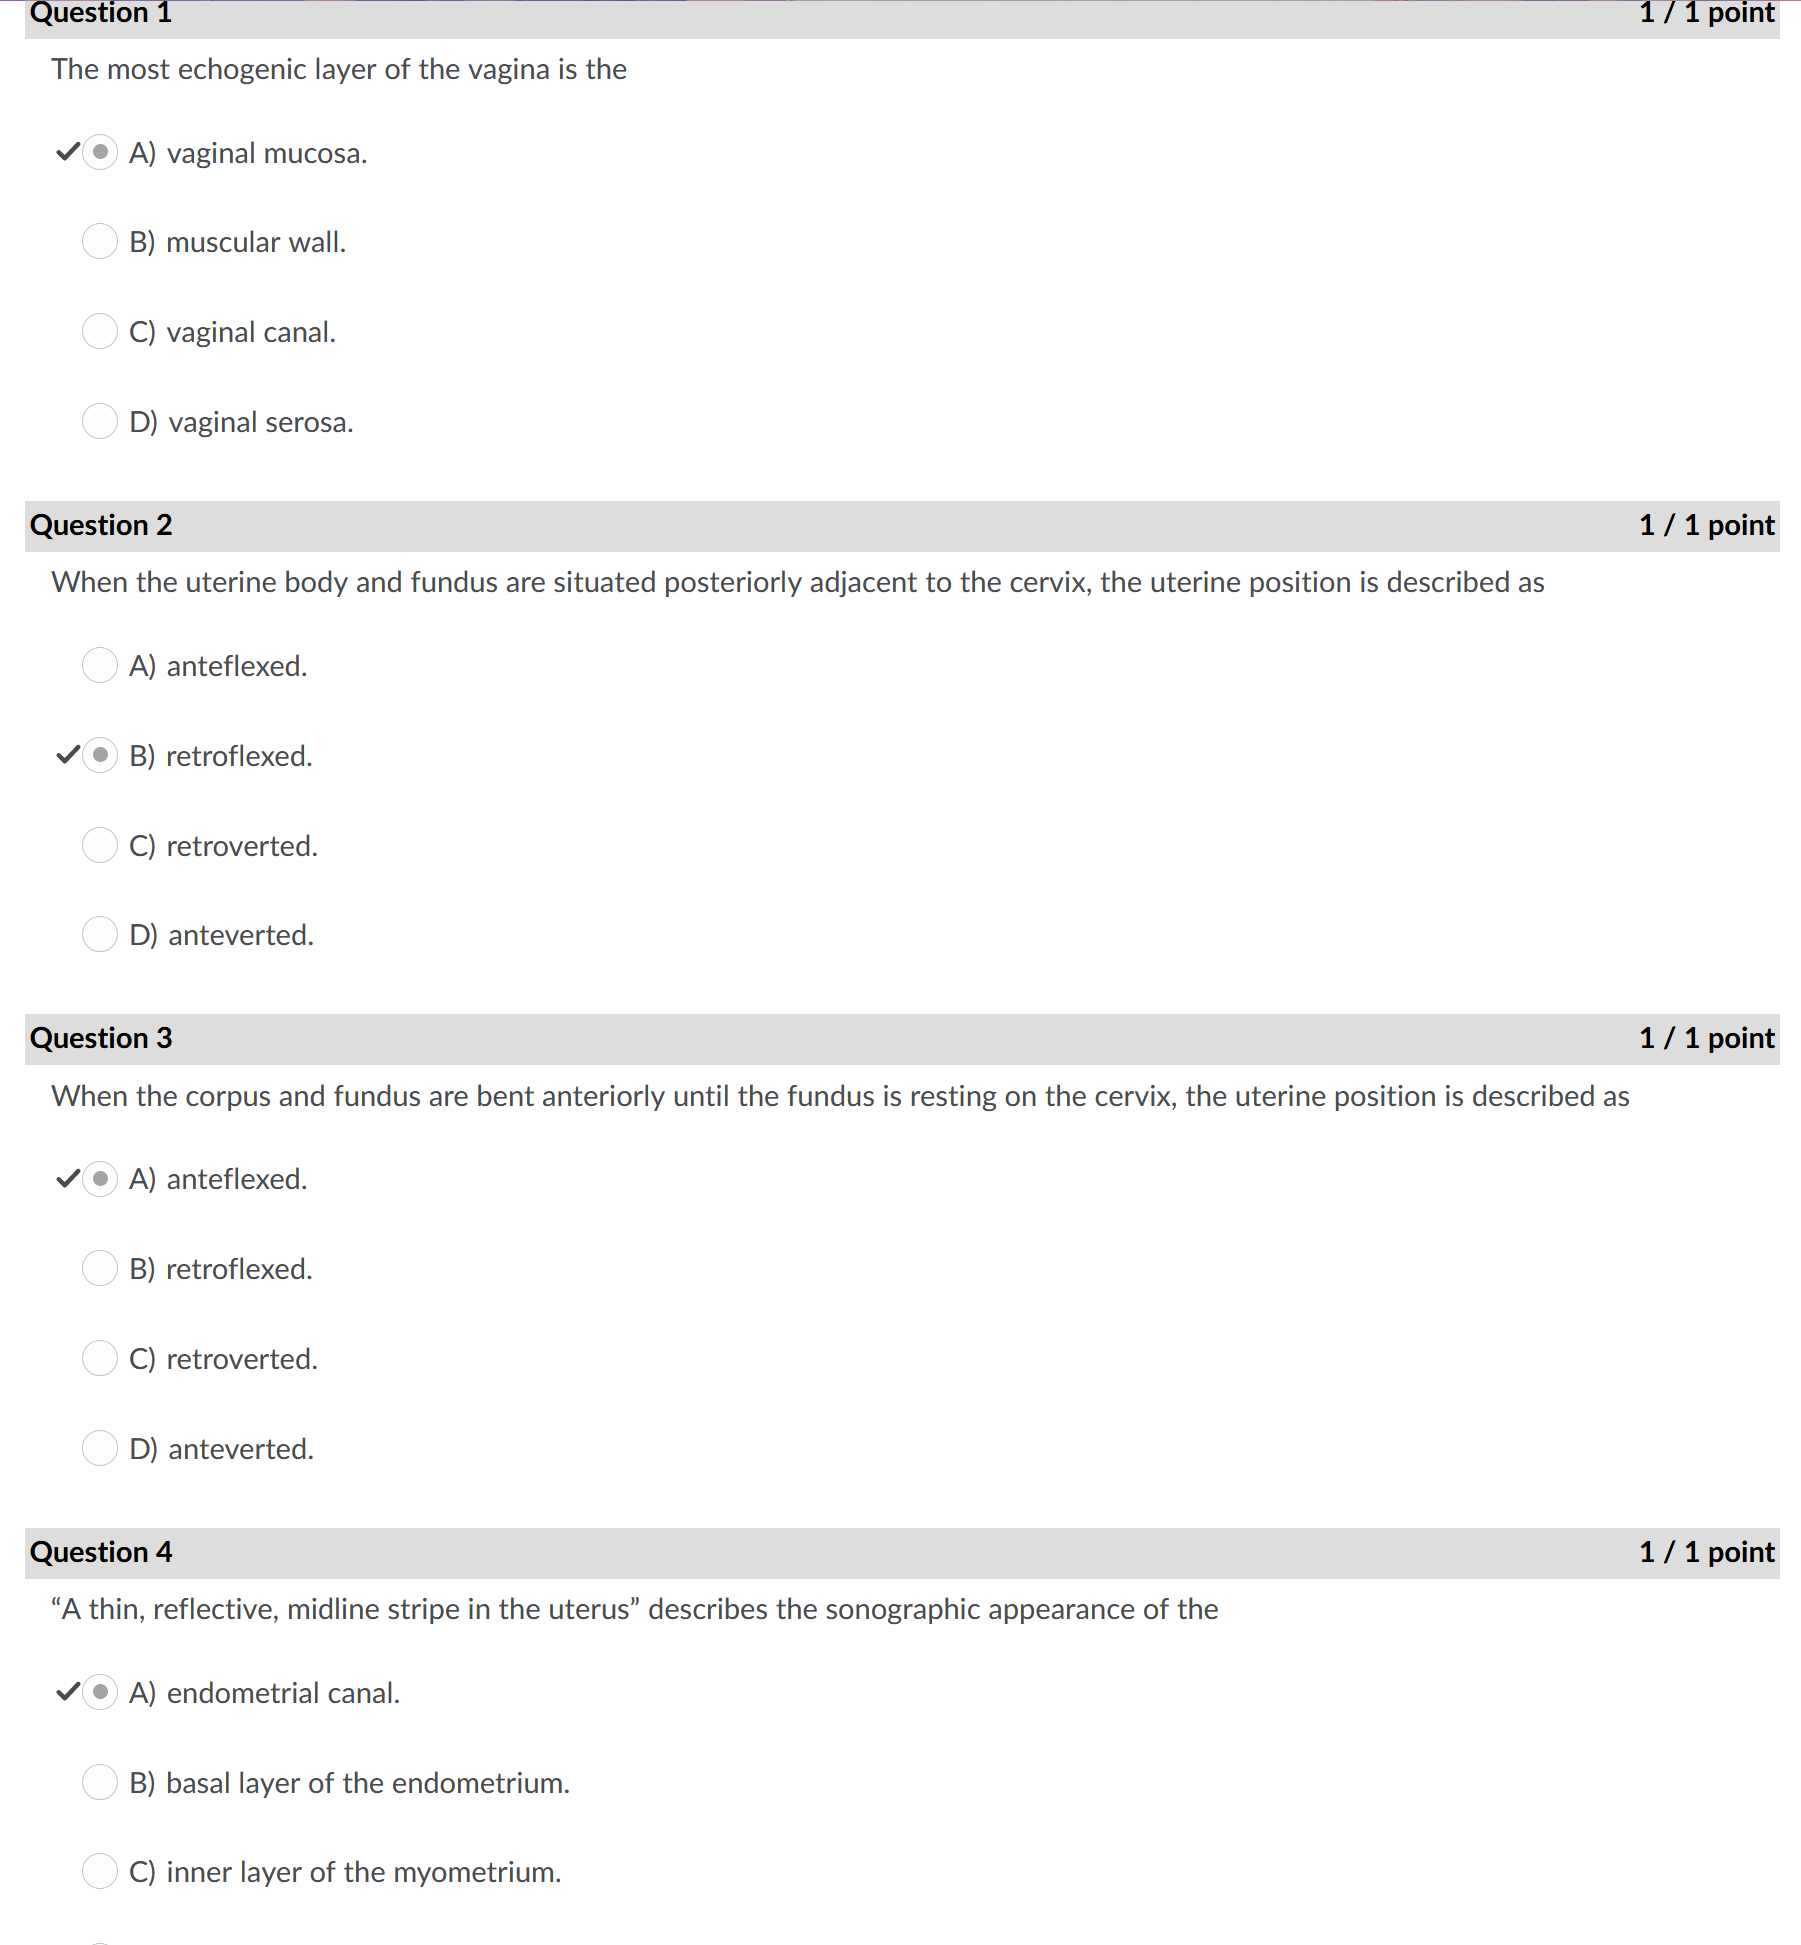 Question 1 1 / 1 point
The most echogenic layer of the vagina is the
A) vaginal mucosa.
B) muscular wall.
C) vaginal canal.
D) vaginal serosa.
Question 2 1 / 1 point
When the uterine body and fundus are situated posteriorly adjacent to the cervix, the uterine position is described as
A) anteflexed.
B) retroflexed.
C) retroverted.
D) anteverted.
Question 3 1 / 1 point
When the corpus and fundus are bent anteriorly until the fundus is resting on the cervix, the uterine position is described as
A) anteflexed.
B) retroflexed.
C) retroverted.
D) anteverted.
Question 4 1 / 1 point
“A thin, reflective, midline stripe in the uterus” describes the sonographic appearance of the
A) endometrial canal.
B) basal layer of the endometrium.
C) inner layer of the myometrium.